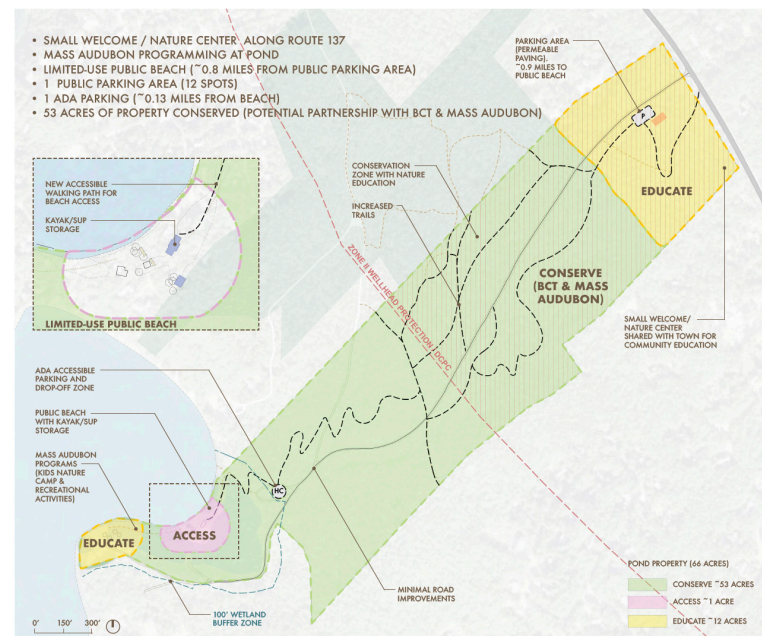 • SMALL WELCOME / NATURE CENTER ALONG ROUTE 137
• MASS AUDUBON PROGRAMMING AT POND
• LIMITED-USE PUBLIC BEACH (~0.8 MILES FROM PUBLIC PARKING AREA)
• 1 PUBLIC PARKING AREA (12 SPOTS)
• 1 ADA PARKING (~0.13 MILES FROM BEACH)
• 53 ACRES OF PROPERTY CONSERVED (POTENTIAL PARTNERSHIP WITH BCT & MASS AUDUBON)
PARKING AREA
(PERMEABLE
PAVING),
~0.9 MILES TO
PUBLIC BEACH
P
EDUCATE
CONSERVATION
ZONE WITH NATURE
EDUCATION
INCREASED
TRAILS
NEW ACCESSIBLE
WALKING PATH FOR
BEACH ACCESS
KAYAK/SUP
STORAGE
LIMITED-USE PUBLIC BEACH
ZONE II WELLHEAD PROTECTION / DCPC
CONSERVE
(BCT & MASS
AUDUBON)
SMALL WELCOME/
NATURE CENTER
SHARED WITH TOWN FOR
COMMUNITY EDUCATION
ADA ACCESSIBLE
PARKING AND
DROP-OFF ZONE
PUBLIC BEACH
WITH KAYAK/SUP
STORAGE
MASS AUDUBON
PROGRAMS
(KIDS NATURE
CAMP &
RECREATIONAL
ACTIVITIES)
HC
ACCESS
EDUCATE
MINIMAL ROAD
IMPROVEMENTS
100' WETLAND
BUFFER ZONE
0' 150' 300'
POND PROPERTY (66 ACRES)
CONSERVE ~53 ACRES
ACCESS ~1 ACRE
EDUCATE ~12 ACRES